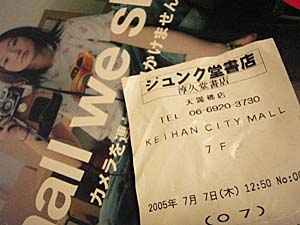 hall we s
カメラを
かけません
ジュンク堂書店
淳久堂書店
天満橋店
TEL 06-6920-3730
KEIHAN CITY MALL
7F
2005年 7月 7日(木) 12:50 No:00
(07)